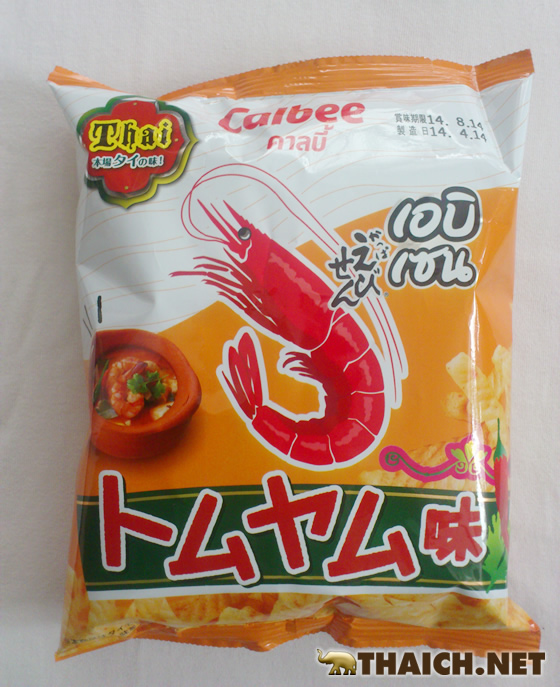 Thai
本場タイの味!
Calbee
คาลบี้
賞味期限14. 8.14
製造日14. 4.14
เอบิ
เซน
かっぱ
えび
せん
トムヤム味
THAICH.NET